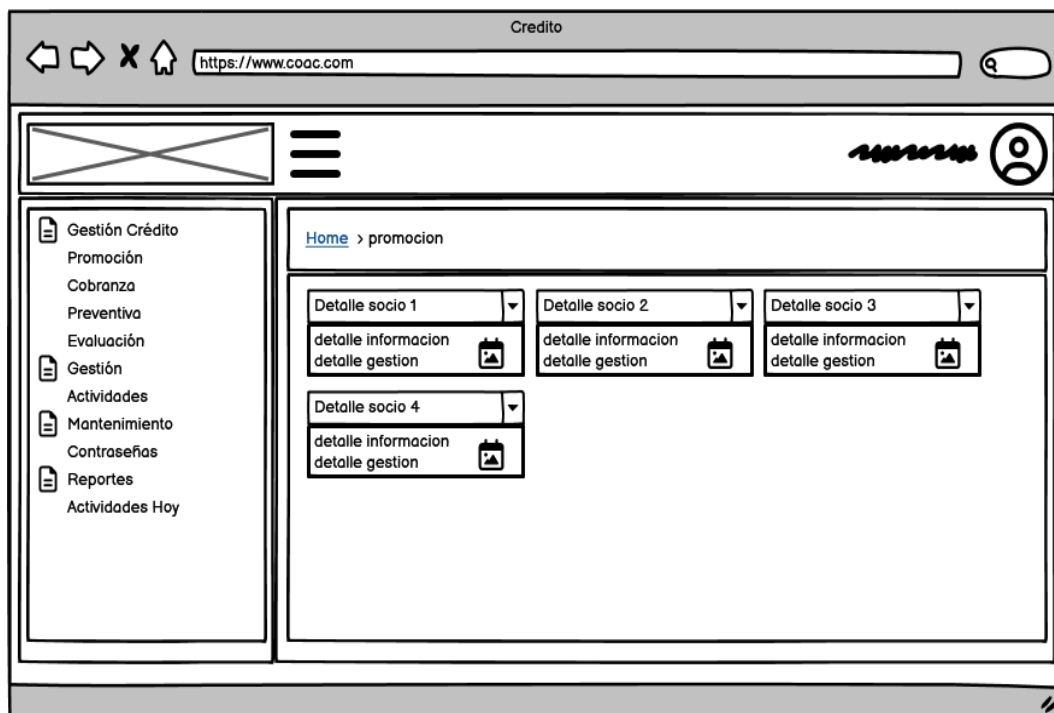 Credito
https://www.coac.com
Gestión Crédito
Promoción
Cobranza
Preventiva
Evaluación
Gestión
Actividades
Mantenimiento
Contraseñas
Reportes
Actividades Hoy
Home > promocion
Detalle socio 1
detalle informacion
detalle gestion
Detalle socio 2
detalle informacion
detalle gestion
Detalle socio 3
detalle informacion
detalle gestion
Detalle socio 4
detalle informacion
detalle gestion